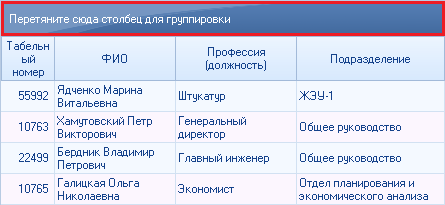 Перетяните сюда столбец для группировки
Табельн
ый
номер
ФИО
Профессия
(должность)
Подразделение
55992
Ядченко Марина
Витальевна
Штукатур
ЖЭУ-1
10763
Хамутовский Петр
Викторович
Генеральный
директор
Общее руководство
22499
Бердник Владимир
Петрович
Главный инженер
Общее руководство
10765
Галицкая Ольга
Николаевна
Экономист
Отдел планирования и
экономического анализа